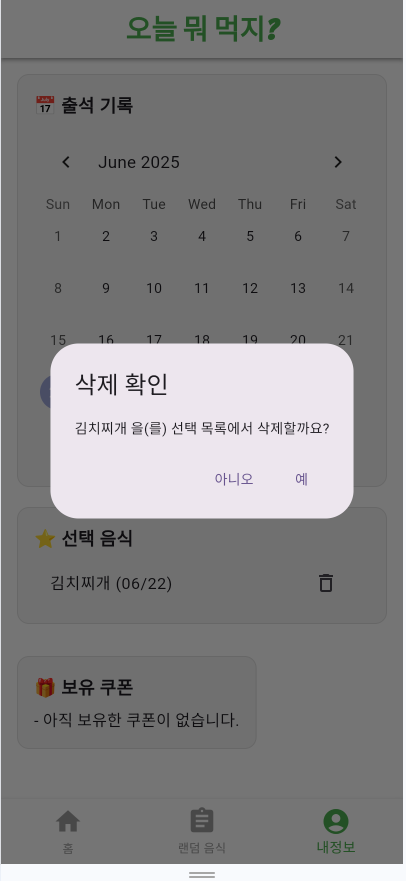 오늘 뭐 먹지?
📅 출석 기록
June 2025
Sun Mon Tue Wed Thu Fri Sat
1 2 3 4 5 6 7
8 9 10 11 12 13 14
15 16 17 18 19 20 21
삭제 확인
김치찌개 을(를) 선택 목록에서 삭제할까요?
아니오 예
⭐ 선택 음식
김치찌개 (06/22)
🎁 보유 쿠폰
- 아직 보유한 쿠폰이 없습니다.
홈 랜덤 음식 내정보